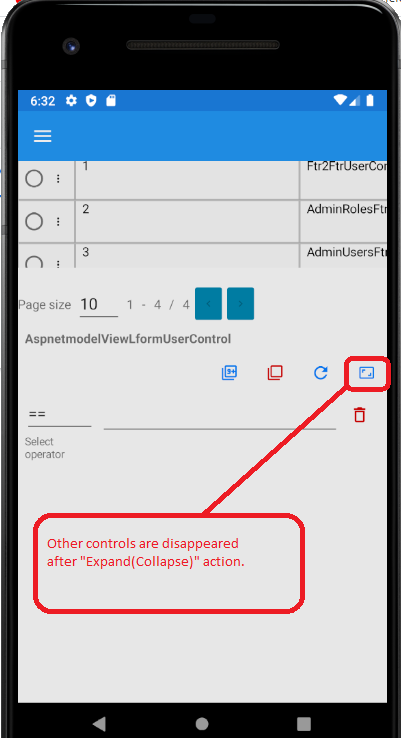 6:32
1 Ftr2FtrUserCon
2 AdminRolesFtr
3 AdminUsersFtr
Page size 10 1 - 4 / 4 < >
AspnetmodelViewLformUserControl
9+
==
Select
operator
Other controls are disappeared
after "Expand(Collapse)" action.